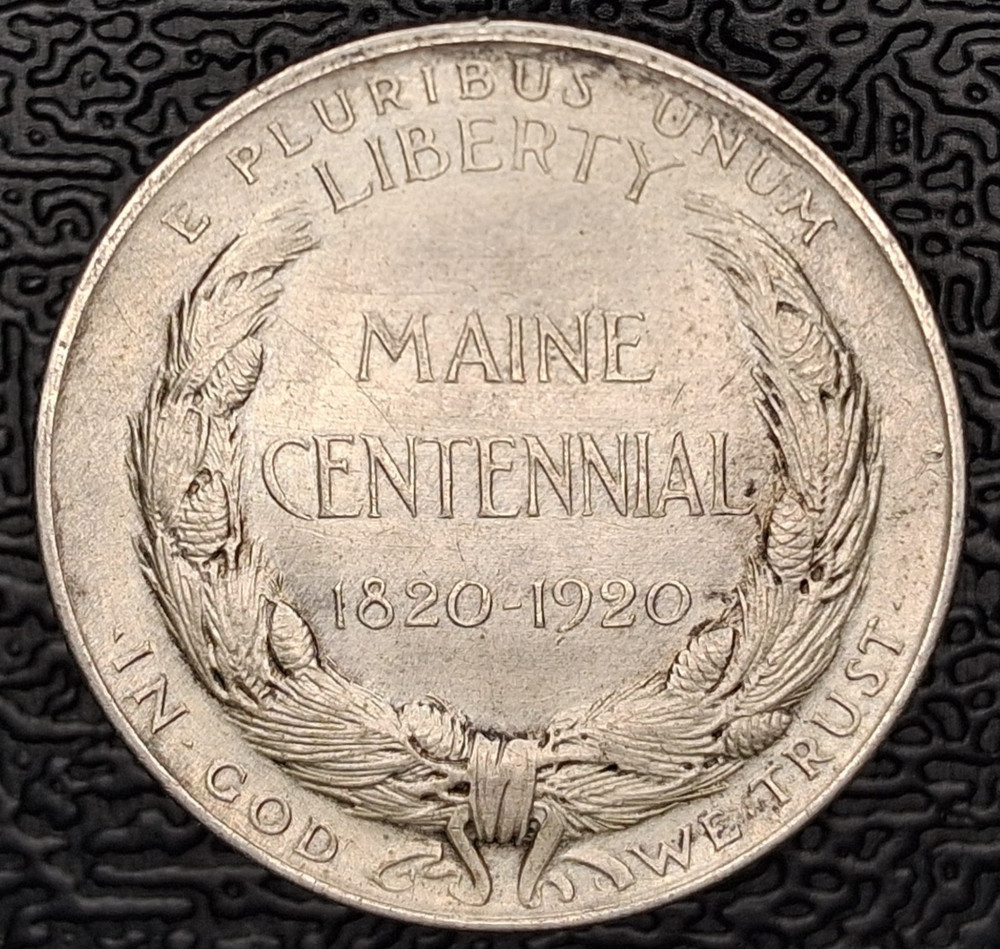 E PLURIBUS UNUM
LIBERTY
MAINE
CENTENNIAL
1820-1920
·IN·GOD WE·TRUST·